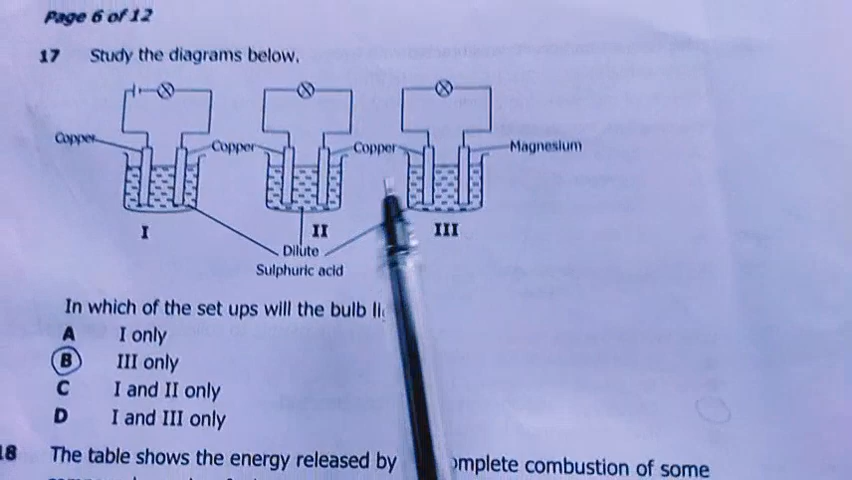 Page 6 of 12
17 Study the diagrams below.
Copper Copper Copper Magnesium
I II III
Dilute
Sulphuric acid
In which of the set ups will the bulb
A I only
B III only
C I and II only
D I and III only
18 The table shows the energy released by omplete combustion of some